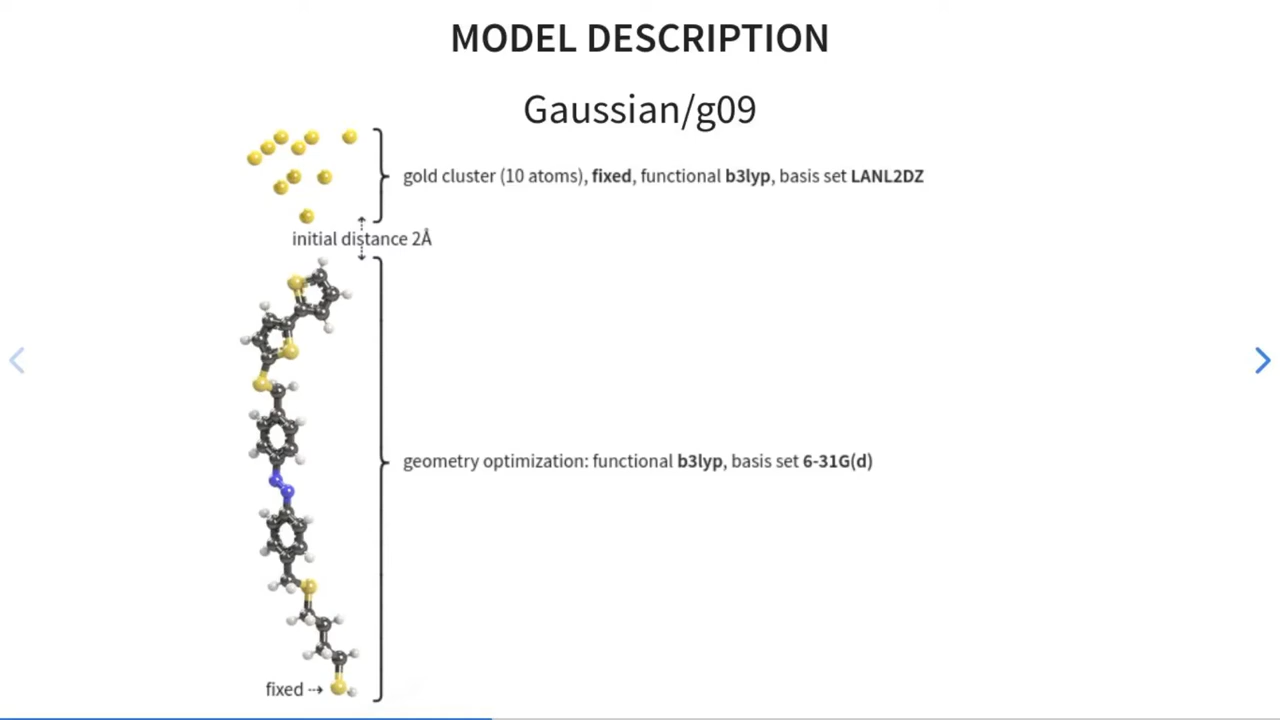 MODEL DESCRIPTION
Gaussian/g09
gold cluster (10 atoms), fixed, functional b3lyp, basis set LANL2DZ
initial distance 2Å
geometry optimization: functional b3lyp, basis set 6-31G(d)
fixed ⇢